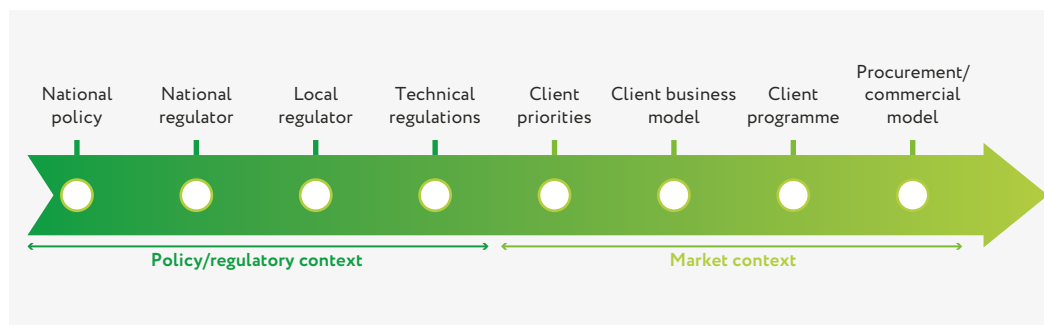 National
policy
National
regulator
Local
regulator
Technical
regulations
Client
priorities
Client business
model
Client
programme
Procurement/
commercial
model
Policy/regulatory context
Market context